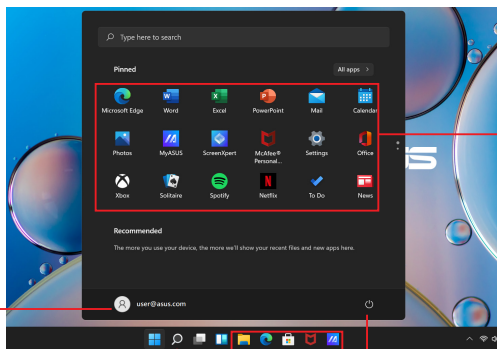 Type here to search
Pinned
All apps >
Microsoft Edge Word Excel PowerPoint Mail Calendar
Photos MyASUS ScreenXpert McAfee® Personal... Settings Office
Xbox Solitaire Spotify Netflix To Do News
Recommended
The more you use your device, the more we'll show your recent files and new apps here.
user@asus.com